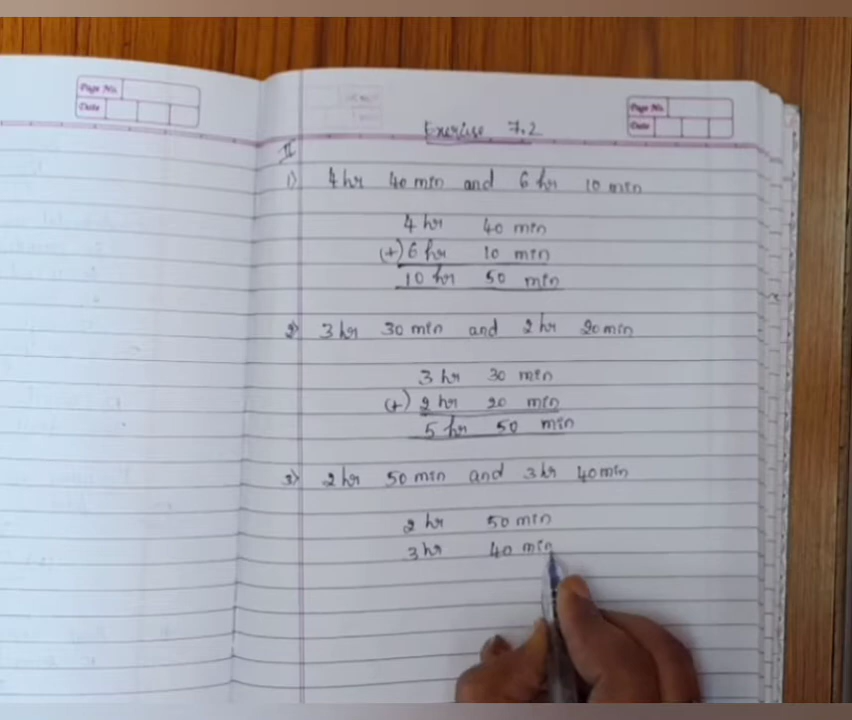 Page No.
Date
Page No.
Date
Exercise 7.2
II
1) 4 hr 40 min and 6 hr 10 min
4 hr 40 min
(+) 6 hr 10 min
10 hr 50 min
2) 3 hr 30 min and 2 hr 20 min
3 hr 30 min
(+) 2 hr 20 min
5 hr 50 min
3) 2 hr 50 min and 3 hr 40 min
2 hr 50 min
3 hr 40 min